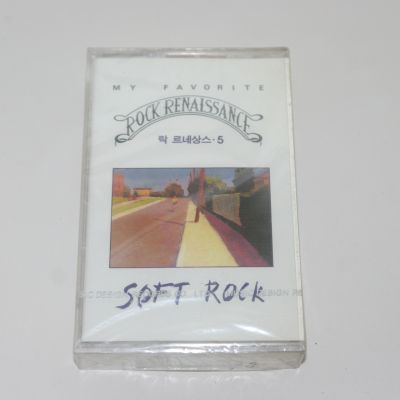 MY FAVORITE
ROCK RENAISSANCE
락 르네상스·5
SOFT ROCK